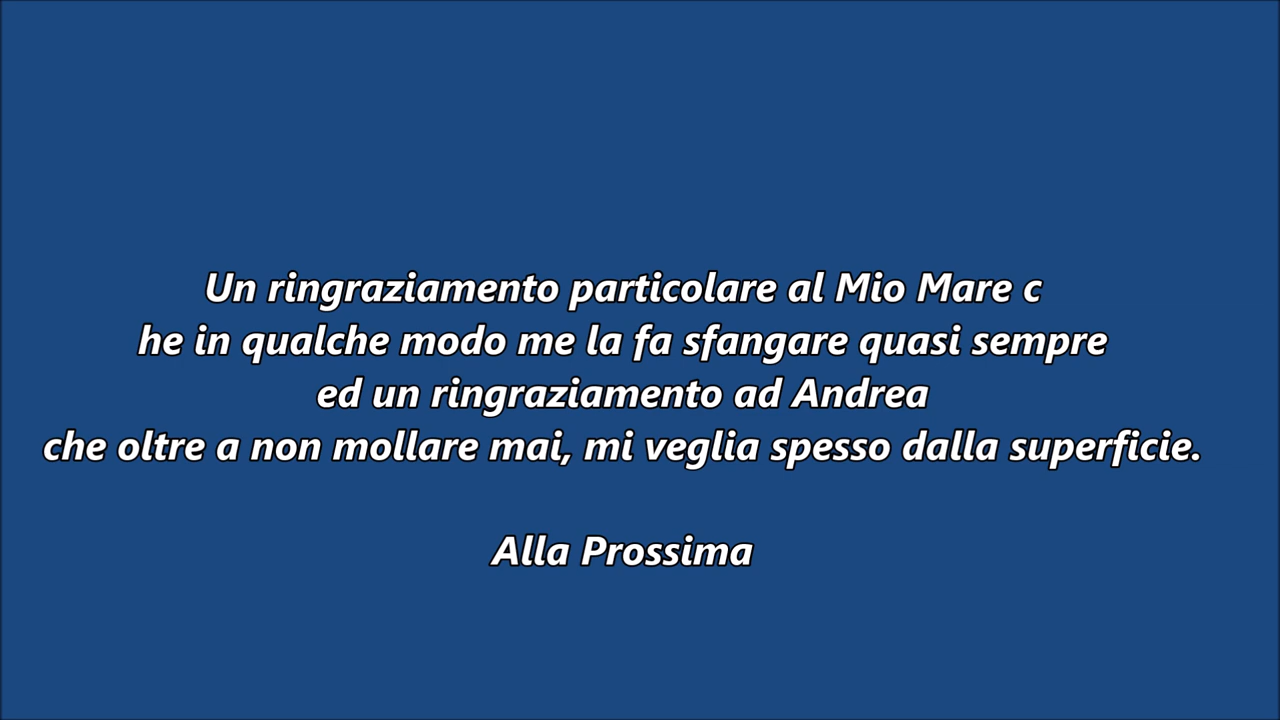 Un ringraziamento particolare al Mio Mare c
he in qualche modo me la fa sfangare quasi sempre
ed un ringraziamento ad Andrea
che oltre a non mollare mai, mi veglia spesso dalla superficie.
Alla Prossima